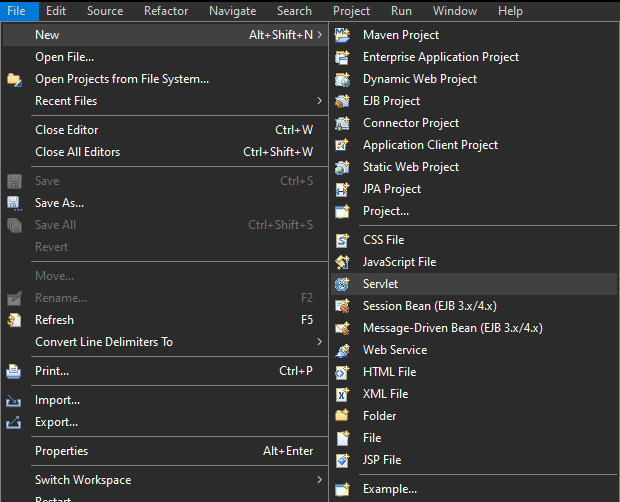 File Edit Source Refactor Navigate Search Project Run Window Help
New Alt+Shift+N
Open File...
Open Projects from File System...
Recent Files
Close Editor Ctrl+W
Close All Editors Ctrl+Shift+W
Save Ctrl+S
Save As...
Save All Ctrl+Shift+S
Revert
Move...
Rename... F2
Refresh F5
Convert Line Delimiters To
Print... Ctrl+P
Import...
Export...
Properties Alt+Enter
Switch Workspace
Restart
Maven Project
Enterprise Application Project
Dynamic Web Project
EJB Project
Connector Project
Application Client Project
Static Web Project
JPA Project
Project...
CSS File
JavaScript File
Servlet
Session Bean (EJB 3.x/4.x)
Message-Driven Bean (EJB 3.x/4.x)
Web Service
HTML File
XML File
Folder
File
JSP File
Example...